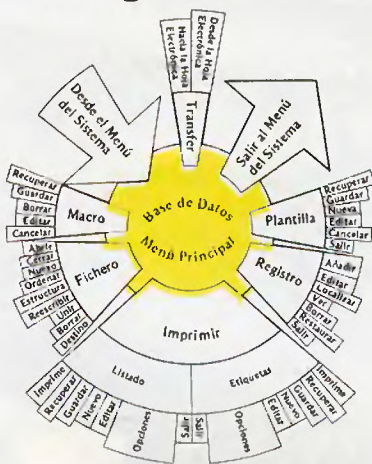 Desde el Menú
del Sistema
Hacia la Hoja
Electrónica
Desde la Hoja
Electrónica
Transfer
Salir al Menú
del Sistema
Base de Datos
Menú Principal
Macro
Recuperar
Guardar
Borrar
Editar
Cancelar
Plantilla
Recuperar
Guardar
Nueva
Editar
Cancelar
Salir
Fichero
Abrir
Cerrar
Nuevo
Ordenar
Estructura
Reescribir
Unir
Borrar
Destino
Registro
Añadir
Editar
Localizar
Ver
Borrar
Restaurar
Salir
Imprimir
Listado
Imprime
Recuperar
Guardar
Nuevo
Editar
Opciones
Salir
Etiquetas
Salir
Opciones
Editar
Nuevo
Guardar
Recuperar
Imprime